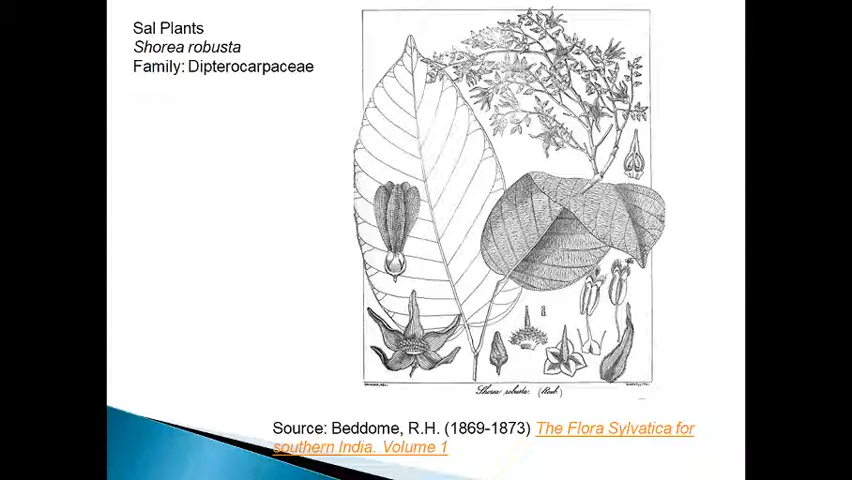 Sal Plants
Shorea robusta
Family: Dipterocarpaceae
Shorea robusta. (Roxb.)
Source: Beddome, R.H. (1869-1873) The Flora Sylvatica for
southern India. Volume 1